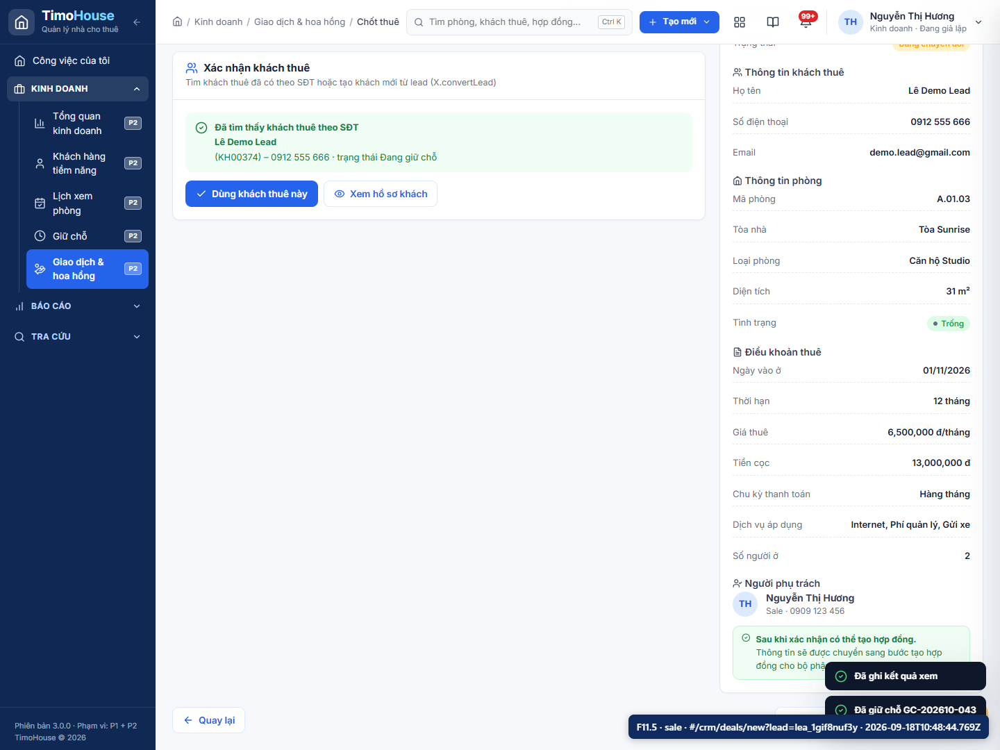 TimoHouse
Quản lý nhà cho thuê
Công việc của tôi
KINH DOANH
Tổng quan kinh doanh P2
Khách hàng tiềm năng P2
Lịch xem phòng P2
Giữ chỗ P2
Giao dịch & hoa hồng P2
BÁO CÁO
TRA CỨU
Phiên bản 3.0.0 · Phạm vi: P1 + P2
TimoHouse © 2026
/ Kinh doanh / Giao dịch & hoa hồng / Chốt thuê
Tìm phòng, khách thuê, hợp đồng... Ctrl K
Tạo mới
99+
TH
Nguyễn Thị Hương
Kinh doanh · Đang giả lập
Xác nhận khách thuê
Tìm khách thuê đã có theo SĐT hoặc tạo khách mới từ lead (X.convertLead)
Đã tìm thấy khách thuê theo SĐT
Lê Demo Lead
(KH00374) – 0912 555 666 · trạng thái Đang giữ chỗ
Dùng khách thuê này
Xem hồ sơ khách
Trạng thái Đang chuyển đổi
Thông tin khách thuê
Họ tên Lê Demo Lead
Số điện thoại 0912 555 666
Email demo.lead@gmail.com
Thông tin phòng
Mã phòng A.01.03
Tòa nhà Tòa Sunrise
Loại phòng Căn hộ Studio
Diện tích 31 m²
Tình trạng Trống
Điều khoản thuê
Ngày vào ở 01/11/2026
Thời hạn 12 tháng
Giá thuê 6,500,000 đ/tháng
Tiền cọc 13,000,000 đ
Chu kỳ thanh toán Hàng tháng
Dịch vụ áp dụng Internet, Phí quản lý, Gửi xe
Số người ở 2
Người phụ trách
TH
Nguyễn Thị Hương
Sale · 0909 123 456
Sau khi xác nhận có thể tạo hợp đồng.
Thông tin sẽ được chuyển sang bước tạo hợp
đồng cho bộ phậ
Đã ghi kết quả xem
Đã giữ chỗ GC-202610-043
Quay lại
F11.5 · sale · #/crm/deals/new?lead=lea_1gif8nuf3y · 2026-09-18T10:48:44.769Z